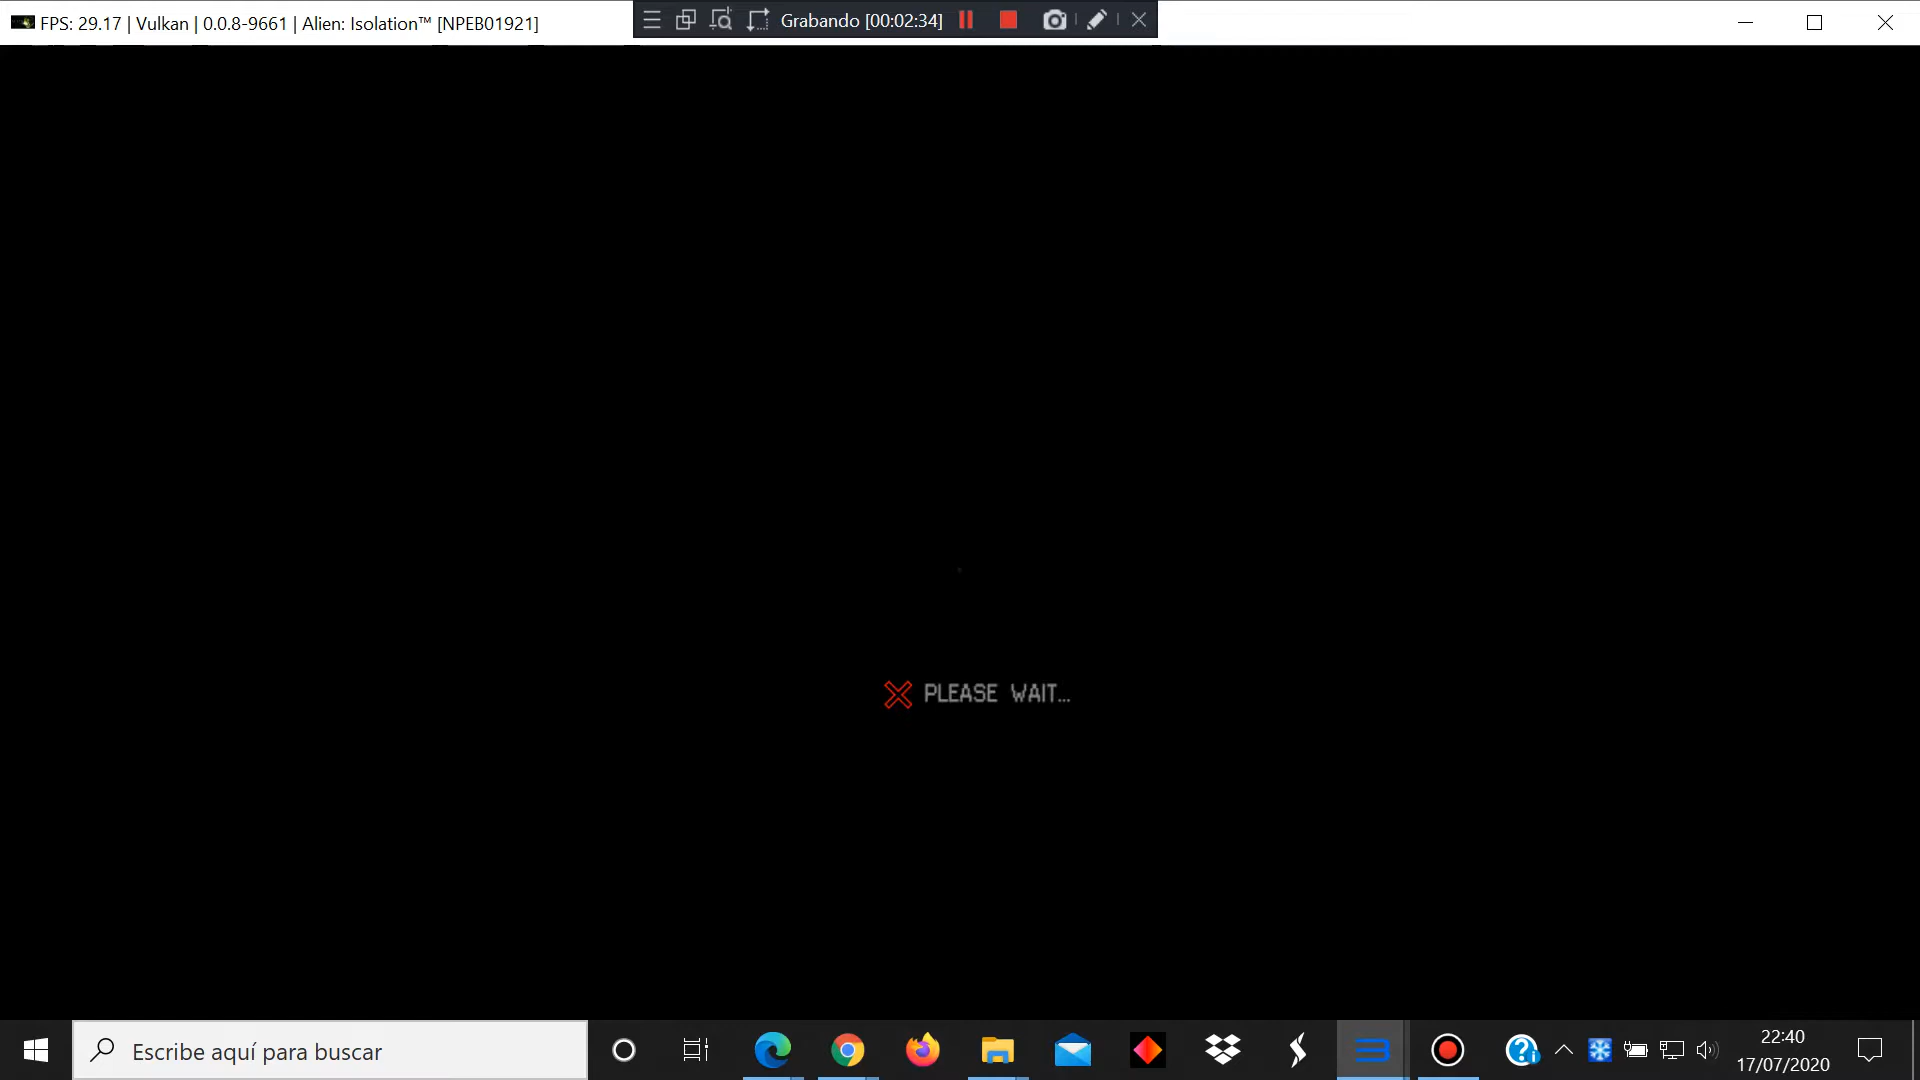 FPS: 29.17 | Vulkan | 0.0.8-9661 | Alien: Isolation™ [NPEB01921]
Grabando [00:02:34]
PLEASE WAIT...
Escribe aquí para buscar
22:40
17/07/2020